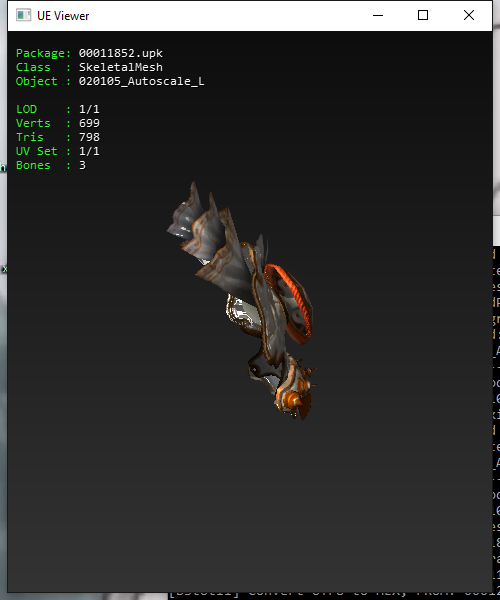 UE Viewer
Package: 00011852.upk
Class : SkeletalMesh
Object : 020105_Autoscale_L
LOD : 1/1
Verts : 699
Tris : 798
UV Set : 1/1
Bones : 3